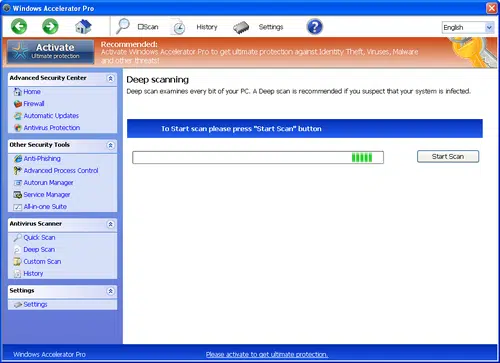 Windows Accelerator Pro
Scan
History
Settings
?
English
Activate
Ultimate protection
Recommended:
Activate Windows Accelerator Pro to get ultimate protection against Identity Theft, Viruses, Malware
and other threats!
Advanced Security Center
Home
Firewall
Automatic Updates
Antivirus Protection
Other Security Tools
Anti-Phishing
Advanced Process Control
Autorun Manager
Service Manager
All-in-one Suite
Antivirus Scanner
Quick Scan
Deep Scan
Custom Scan
History
Settings
Settings
Deep scanning
Deep scan examines every bit of your PC. A Deep scan is recommended if you suspect that your system is infected.
To Start scan please press "Start Scan" button
Start Scan
Windows Accelerator Pro
Please activate to get ultimate protection.